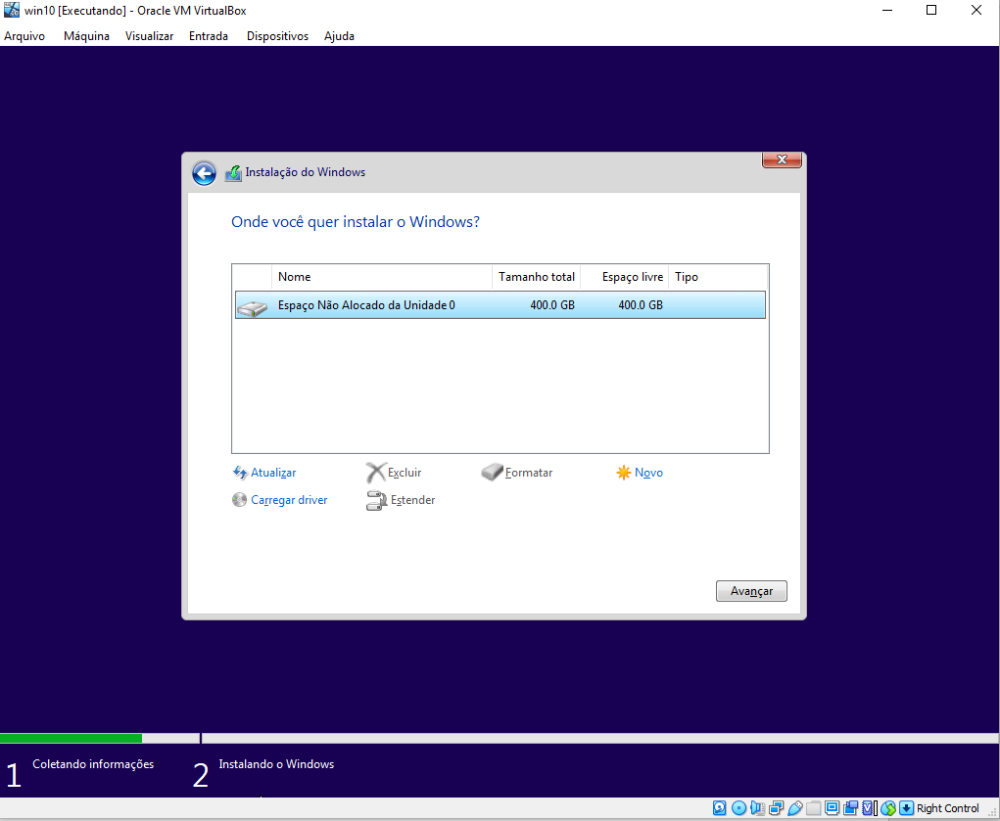 win10 [Executando] - Oracle VM VirtualBox
Arquivo Máquina Visualizar Entrada Dispositivos Ajuda
Instalação do Windows
Onde você quer instalar o Windows?
Nome Tamanho total Espaço livre Tipo
Espaço Não Alocado da Unidade 0 400.0 GB 400.0 GB
Atualizar Excluir Formatar Novo
Carregar driver Estender
Avançar
1 Coletando informações 2 Instalando o Windows
Right Control